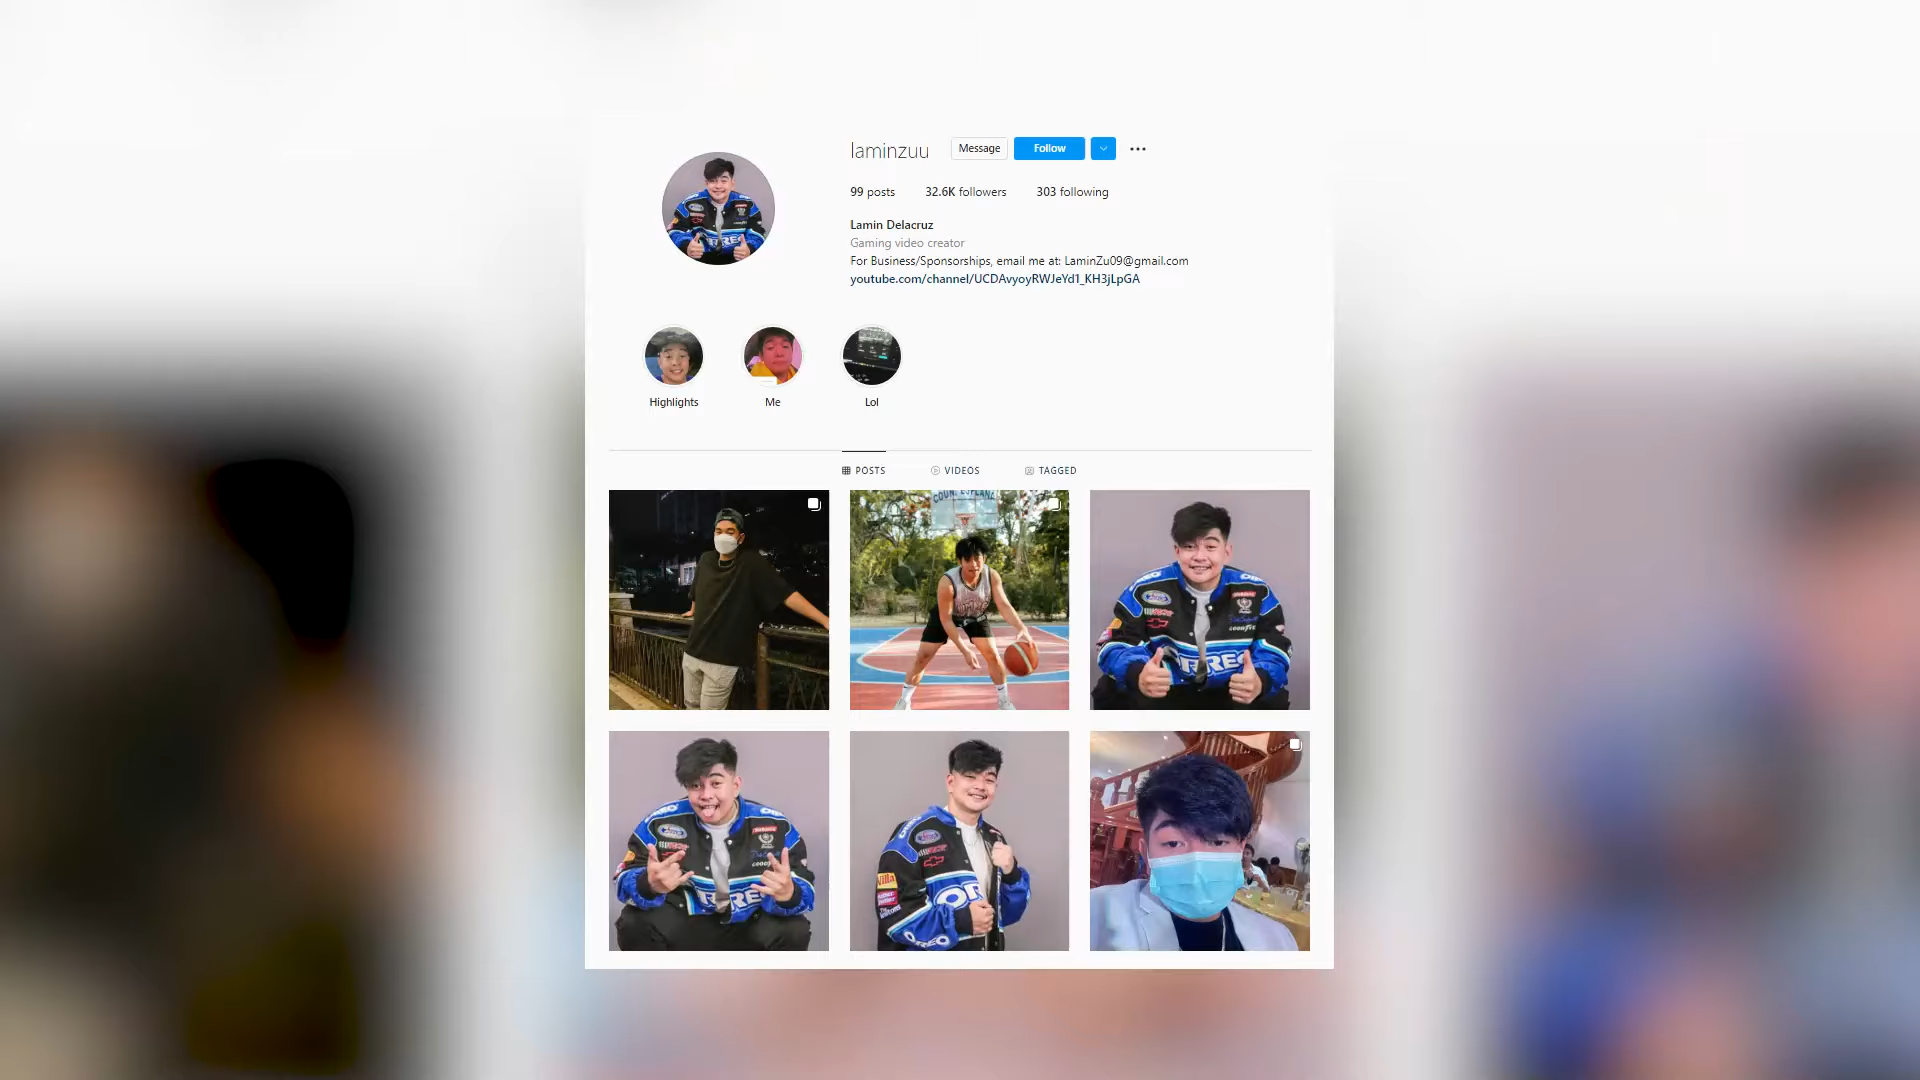 laminzuu Message Follow
99 posts 32.6K followers 303 following
Lamin Delacruz
Gaming video creator
For Business/Sponsorships, email me at: LaminZu09@gmail.com
youtube.com/channel/UCDAvyoyRWJeYd1_KH3jLpGA
Highlights Me Lol
POSTS VIDEOS TAGGED
OREO